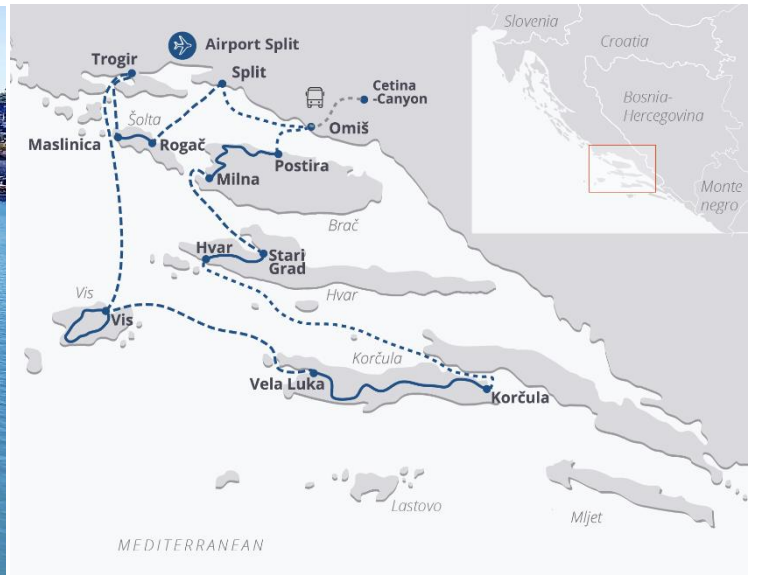 Slovenia
Croatia
Bosnia-
Hercegovina
Monte
negro
Airport Split
Trogir
Split
Cetina
-Canyon
Šolta
Omiš
Maslinica
Rogač
Postira
Milna
Brač
Hvar
Stari
Grad
Hvar
Vis
Vis
Korčula
Vela Luka
Korčula
Lastovo
Mljet
MEDITERRANEAN